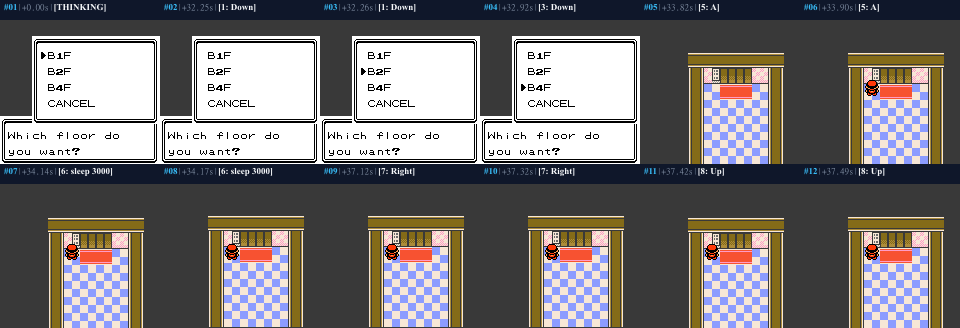 #01 | +0.00s | [THINKING]
#02 | +32.25s | [1: Down]
#03 | +32.26s | [1: Down]
#04 | +32.92s | [3: Down]
#05 | +33.82s | [5: A]
#06 | +33.90s | [5: A]
▶B1F
B2F
B4F
CANCEL
Which floor do
you want?
B1F
B2F
B4F
CANCEL
Which floor do
you want?
B1F
▶B2F
B4F
CANCEL
Which floor do
you want?
B1F
B2F
▶B4F
CANCEL
Which floor do
you want?
#07 | +34.14s | [6: sleep 3000]
#08 | +34.17s | [6: sleep 3000]
#09 | +37.12s | [7: Right]
#10 | +37.32s | [7: Right]
#11 | +37.42s | [8: Up]
#12 | +37.49s | [8: Up]